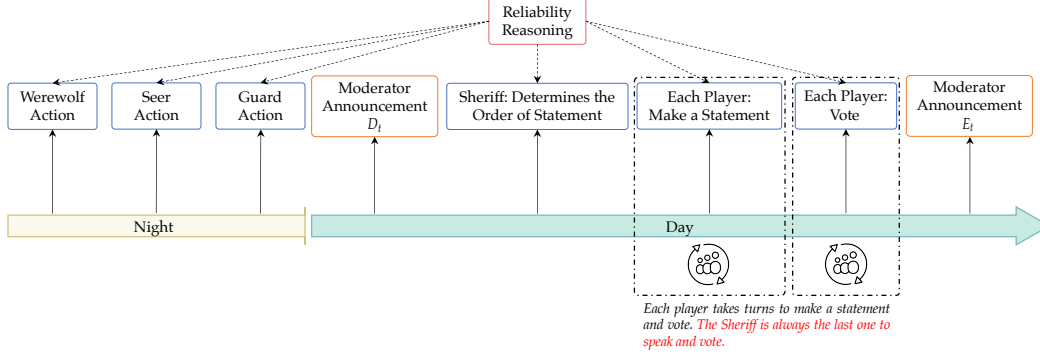 Reliability
Reasoning
Werewolf
Action
Seer
Action
Guard
Action
Moderator
Announcement
D_t
Sheriff: Determines the
Order of Statement
Each Player:
Make a Statement
Each Player:
Vote
Moderator
Announcement
E_t
Night
Day
Each player takes turns to make a statement
and vote. The Sheriff is always the last one to
speak and vote.